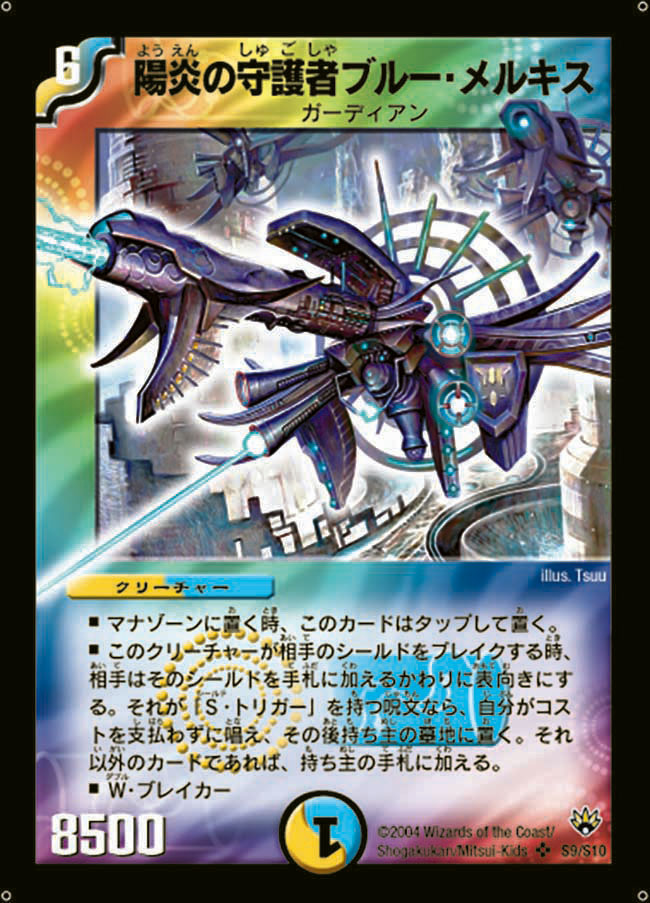 6
陽炎の守護者ブルー・メルキス
ようえん しゅごしゃ
ガーディアン
illus. Tsuu
クリーチャー
■ マナゾーンに置く時、このカードはタップして置く。
■ このクリーチャーが相手のシールドをブレイクする時、
相手はそのシールドを手札に加えるかわりに表向きにす
る。それが「S・トリガー」を持つ呪文なら、自分がコス
トを支払わずに唱え、その後持ち主の墓地に置く。それ
以外のカードであれば、持ち主の手札に加える。
■ W・ブレイカー
8500
1
©2004 Wizards of the Coast/
Shogakukan/Mitsui-Kids
S9/S10